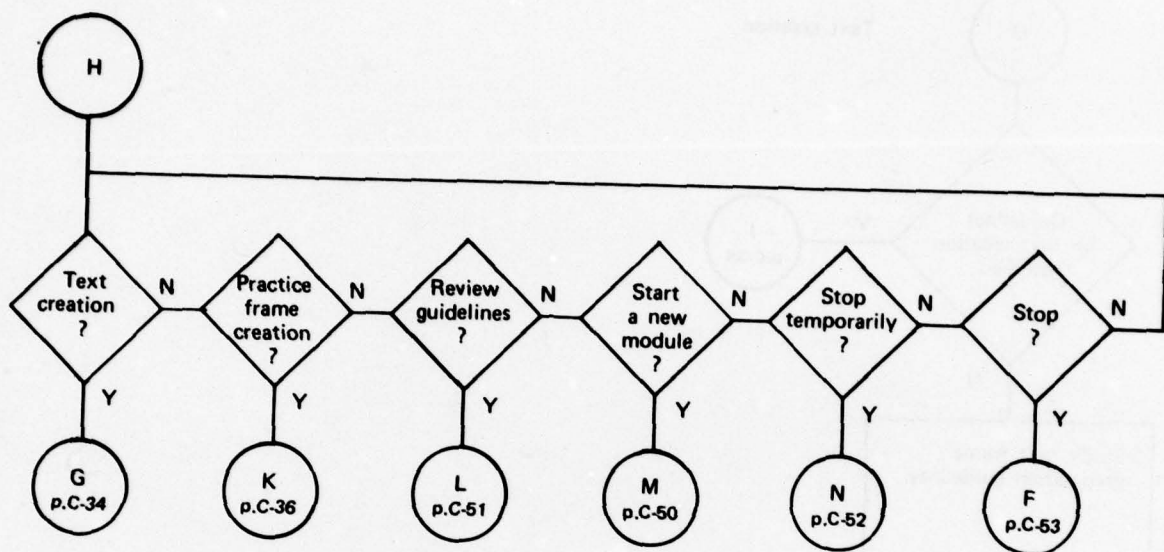 H
Text
creation
?
N
Y
G
p.C-34
Practice
frame
creation
?
N
Y
K
p.C-36
Review
guidelines
?
N
Y
L
p.C-51
Start
a new
module
?
N
Y
M
p.C-50
Stop
temporarily
?
N
Y
N
p.C-52
Stop
?
N
Y
F
p.C-53